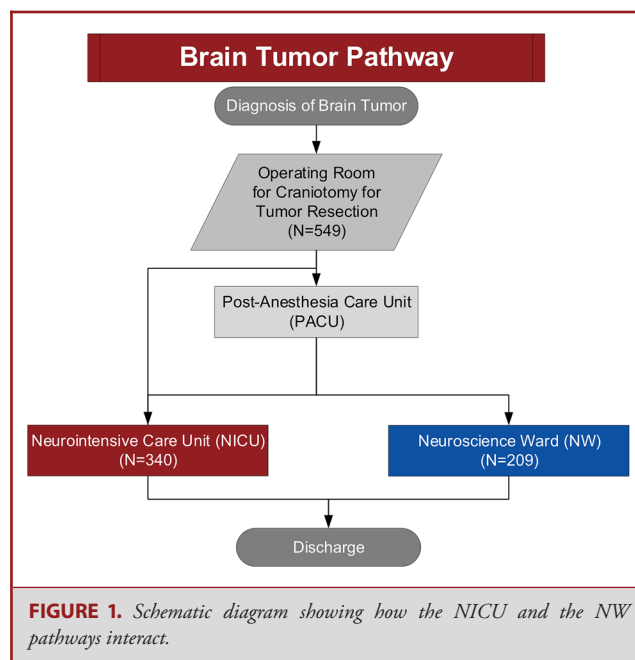 Brain Tumor Pathway
Diagnosis of Brain Tumor
Operating Room
for Craniotomy for
Tumor Resection
(N=549)
Post-Anesthesia Care Unit
(PACU)
Neurointensive Care Unit (NICU)
(N=340)
Neuroscience Ward (NW)
(N=209)
Discharge
FIGURE 1. Schematic diagram showing how the NICU and the NW
pathways interact.